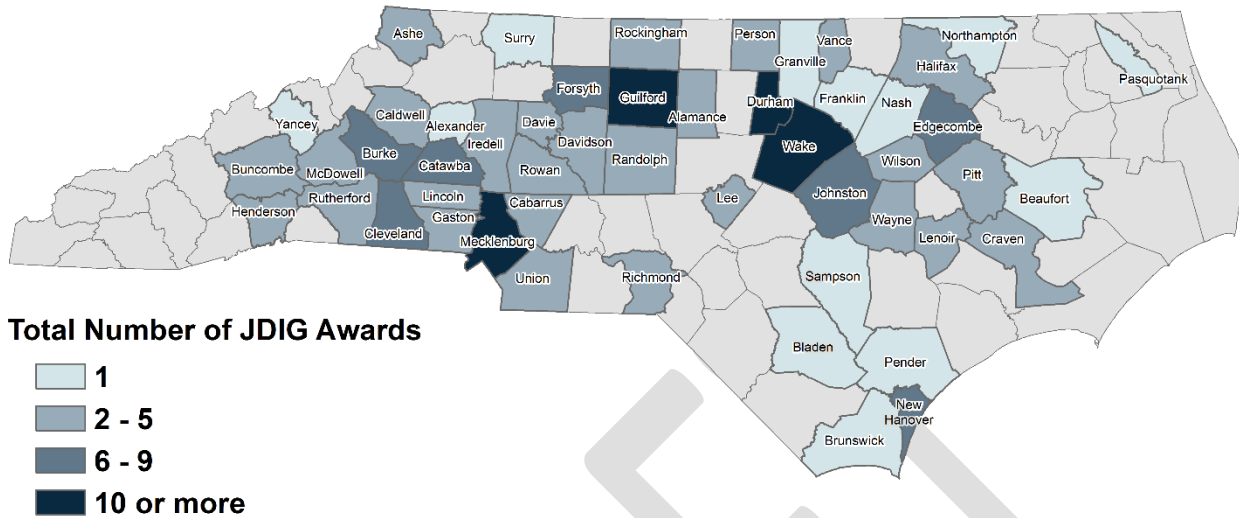 Ashe
Surry
Rockingham
Person
Vance
Northampton
Granville
Halifax
Pasquotank
Forsyth
Guilford
Alamance
Durham
Franklin
Nash
Edgecombe
Yancey
Caldwell
Alexander
Iredell
Davie
Davidson
Randolph
Wake
Wilson
Pitt
Beaufort
Buncombe
McDowell
Burke
Catawba
Rowan
Johnston
Wayne
Lee
Henderson
Rutherford
Cleveland
Lincoln
Gaston
Cabarrus
Mecklenburg
Lenoir
Craven
Union
Richmond
Sampson
Bladen
Pender
New
Hanover
Brunswick
Total Number of JDIG Awards
1
2 - 5
6 - 9
10 or more